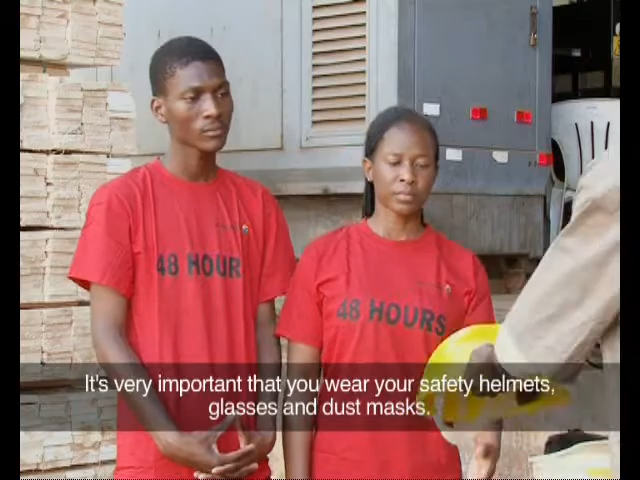 48 HOUR
48 HOURS
It's very important that you wear your safety helmets,
glasses and dust masks.